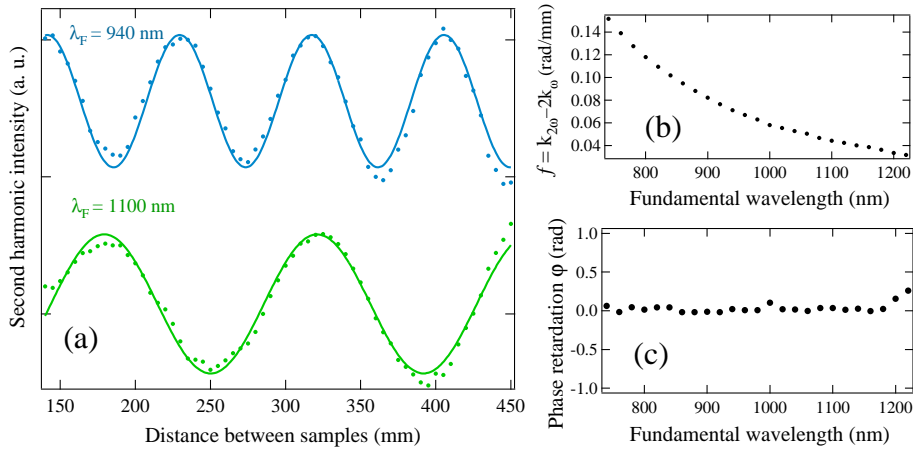 λF = 940 nm
λF = 1100 nm
(a)
Second harmonic intensity (a. u.)
150 200 250 300 350 400 450
Distance between samples (mm)
f = k2ω−2kω (rad/mm)
0.14
0.12
0.10
0.08
0.06
0.04
(b)
800 900 1000 1100 1200
Fundamental wavelength (nm)
Phase retardation φ (rad)
1.0
0.5
0.0
-0.5
-1.0
(c)
800 900 1000 1100 1200
Fundamental wavelength (nm)